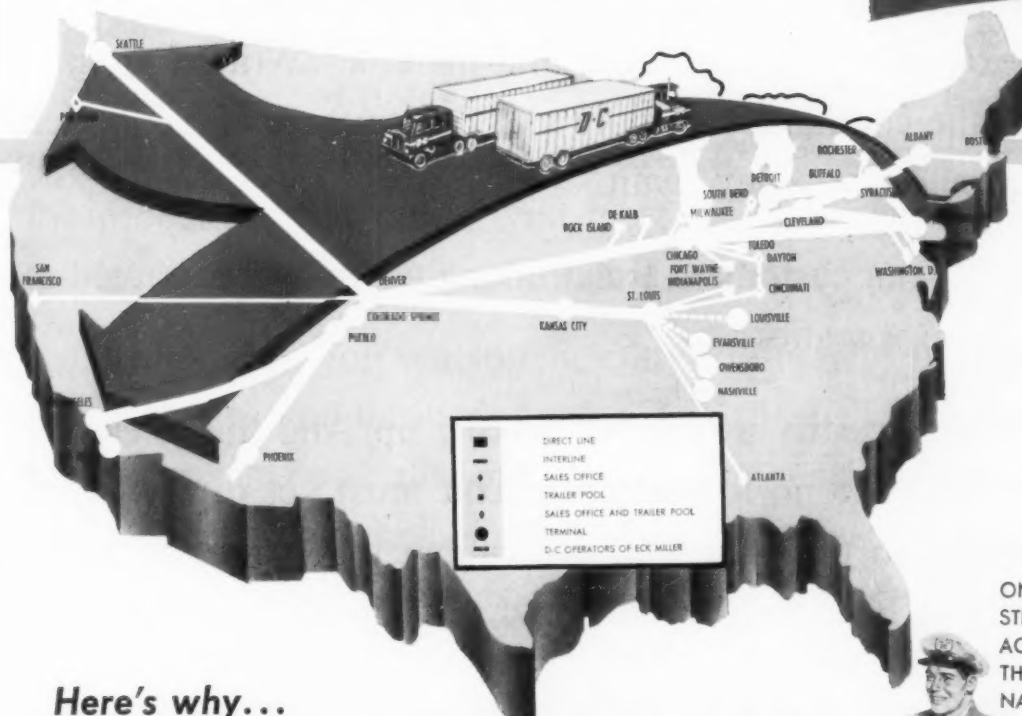 SEATTLE
D-C
ROCHESTER
ALBANY
DETROIT
BUFFALO
SOUTH BEND
SYRACUSE
DE KALB
MILWAUKEE
ROCK ISLAND
CLEVELAND
TOLEDO
CHICAGO
DAYTON
FORT WAYNE
WASHINGTON, D.
INDIANAPOLIS
SAN
FRANCISCO
DENVER
CINCINNATI
ST. LOUIS
COLORADO SPRINGS
KANSAS CITY
LOUISVILLE
PUEBLO
EVANSVILLE
OWENSBORO
NASHVILLE
PHOENIX
ATLANTA
DIRECT LINE
INTERLINE
SALES OFFICE
TRAILER POOL
SALES OFFICE AND TRAILER POOL
TERMINAL
D-C OPERATORS OF ECK MILLER
Here's why...